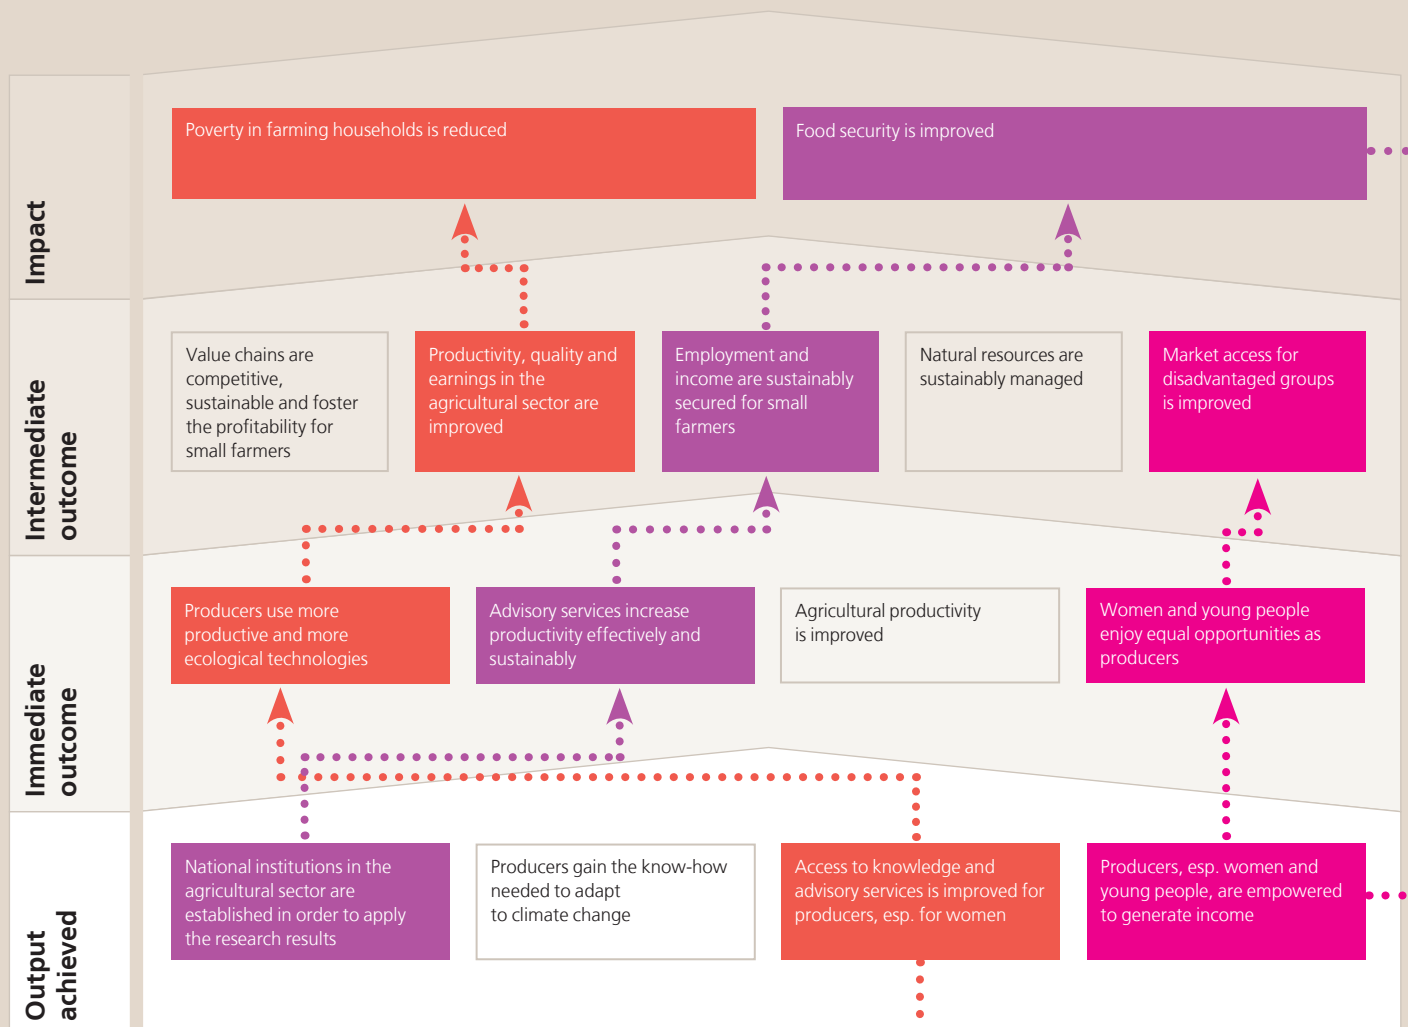 Impact
Poverty in farming households is reduced
Food security is improved
Intermediate
outcome
Value chains are
competitive,
sustainable and foster
the profitability for
small farmers
Productivity, quality and
earnings in the
agricultural sector are
improved
Employment and
income are sustainably
secured for small
farmers
Natural resources are
sustainably managed
Market access for
disadvantaged groups
is improved
Immediate
outcome
Producers use more
productive and more
ecological technologies
Advisory services increase
productivity effectively and
sustainably
Agricultural productivity
is improved
Women and young people
enjoy equal opportunities as
producers
Output
achieved
National institutions in the
agricultural sector are
established in order to apply
the research results
Producers gain the know-how
needed to adapt
to climate change
Access to knowledge and
advisory services is improved for
producers, esp. for women
Producers, esp. women and
young people, are empowered
to generate income